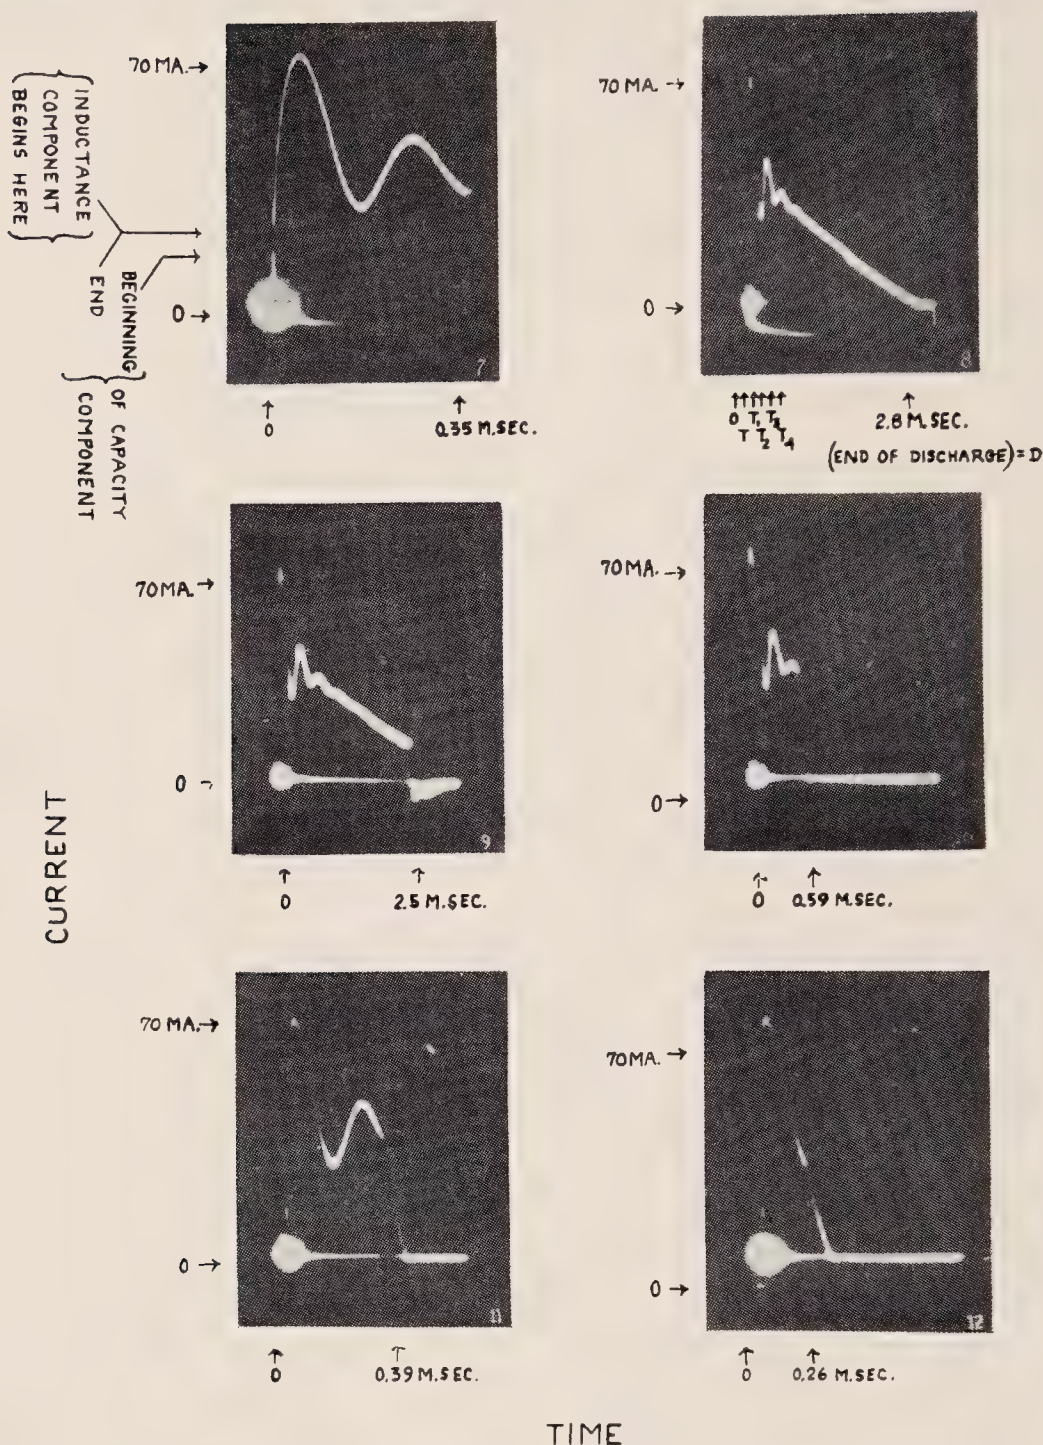 70 MA.→
{INDUCTANCE
COMPONENT
BEGINS HERE}
BEGINNING
END
} OF CAPACITY
COMPONENT
0→
7
0
0.35 M.SEC.
70 MA. →
0 →
8
0 T₁ T₃
T T₂ T₄
2.8 M.SEC.
(END OF DISCHARGE) = D
70 MA. →
0
9
0
2.5 M.SEC.
70 MA. →
0→
0
0.59 M.SEC.
CURRENT
70 MA.→
0 →
11
0
0.39 M.SEC.
70 MA. →
0 →
12
0
0.26 M.SEC.
TIME